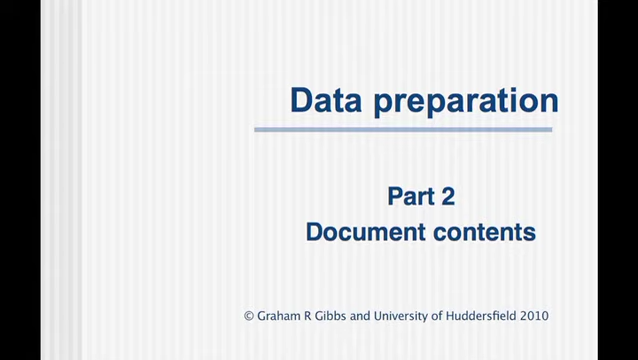 Data preparation
Part 2
Document contents
© Graham R Gibbs and University of Huddersfield 2010